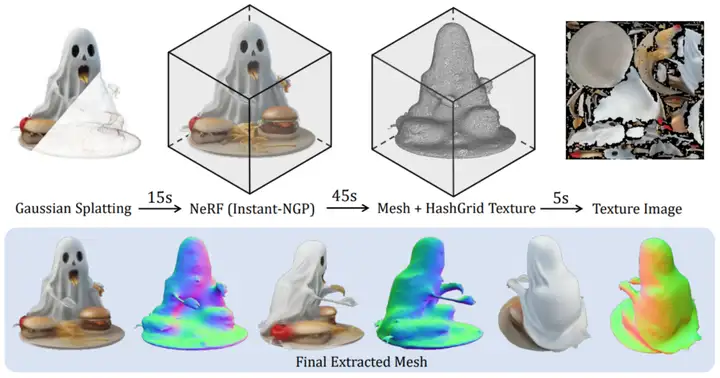 15s
45s
5s
Gaussian Splatting
NeRF (Instant-NGP)
Mesh + HashGrid Texture
Texture Image
Final Extracted Mesh